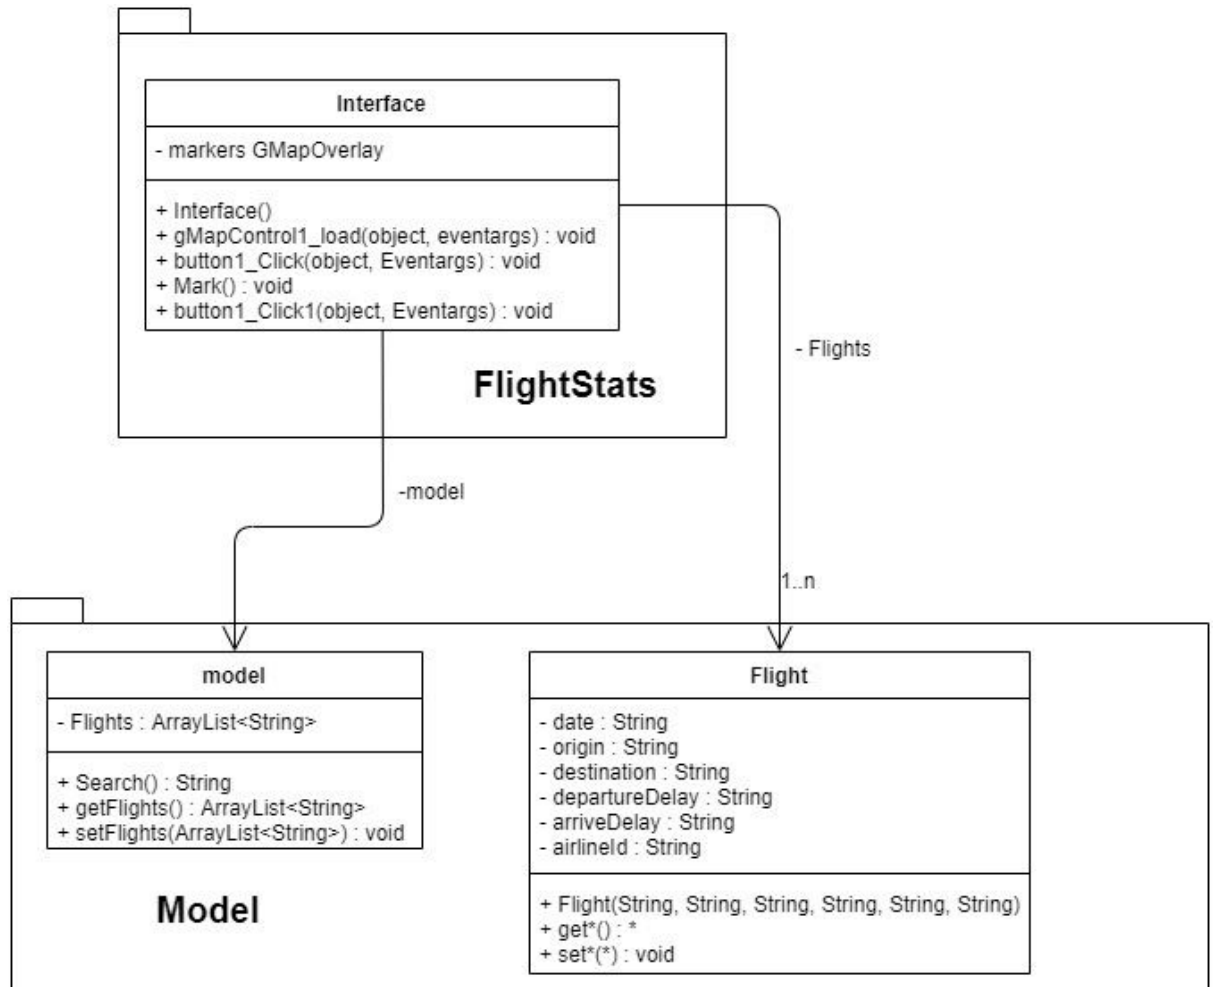 Interface
- markers GMapOverlay
+ Interface()
+ gMapControl1_load(object, eventargs) : void
+ button1_Click(object, Eventargs) : void
+ Mark() : void
+ button1_Click1(object, Eventargs) : void
FlightStats
- Flights
-model
1..n
model
- Flights : ArrayList<String>
+ Search() : String
+ getFlights() : ArrayList<String>
+ setFlights(ArrayList<String>) : void
Model
Flight
- date : String
- origin : String
- destination : String
- departureDelay : String
- arriveDelay : String
- airlineId : String
+ Flight(String, String, String, String, String, String)
+ get*() : *
+ set*(*) : void